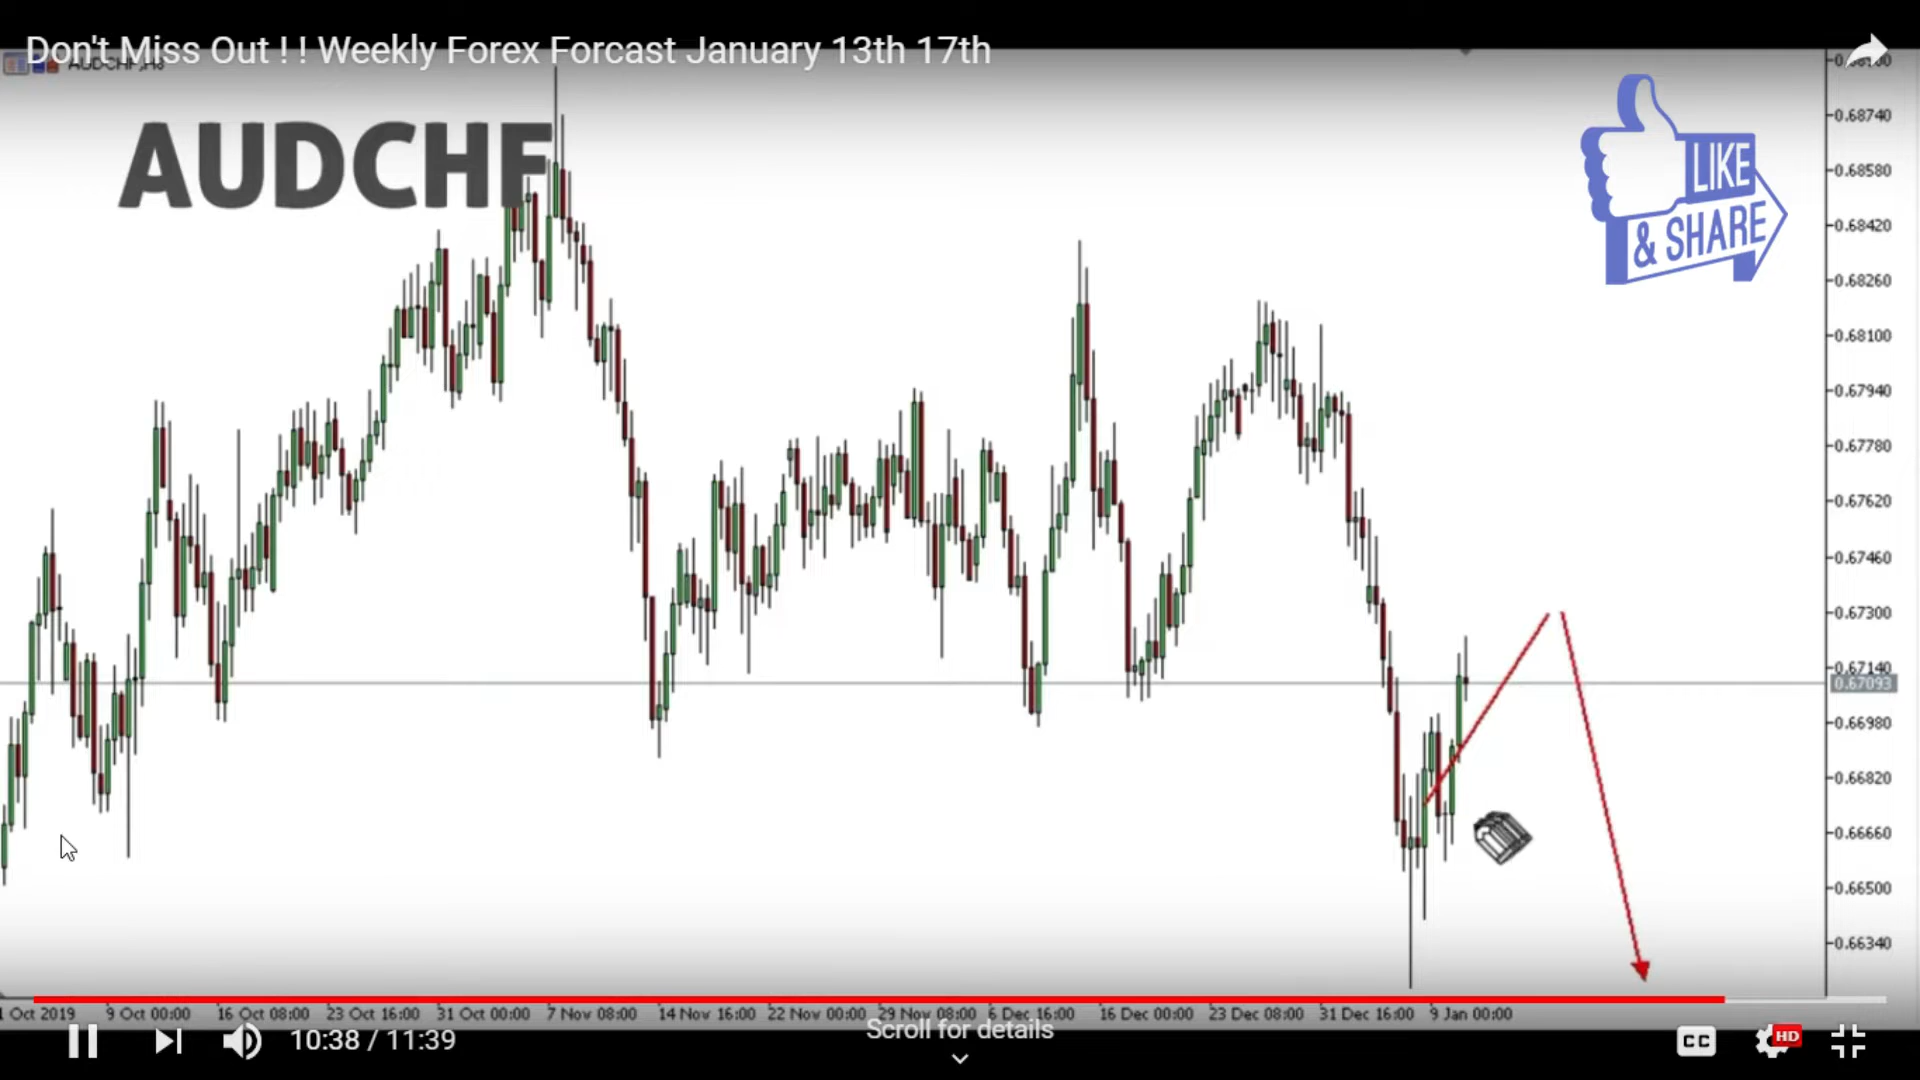 Don't Miss Out ! ! Weekly Forex Forcast January 13th 17th
AUDCHF
LIKE
& SHARE
0.68740
0.68580
0.68420
0.68260
0.68100
0.67940
0.67780
0.67620
0.67460
0.67300
0.67140
0.67093
0.66980
0.66820
0.66660
0.66500
0.66340
1 Oct 2019 9 Oct 00:00 16 Oct 08:00 23 Oct 16:00 31 Oct 00:00 7 Nov 08:00 14 Nov 16:00 22 Nov 00:00 29 Nov 08:00 6 Dec 16:00 16 Dec 00:00 23 Dec 08:00 31 Dec 16:00 9 Jan 00:00
10:38 / 11:39
Scroll for details
CC
HD